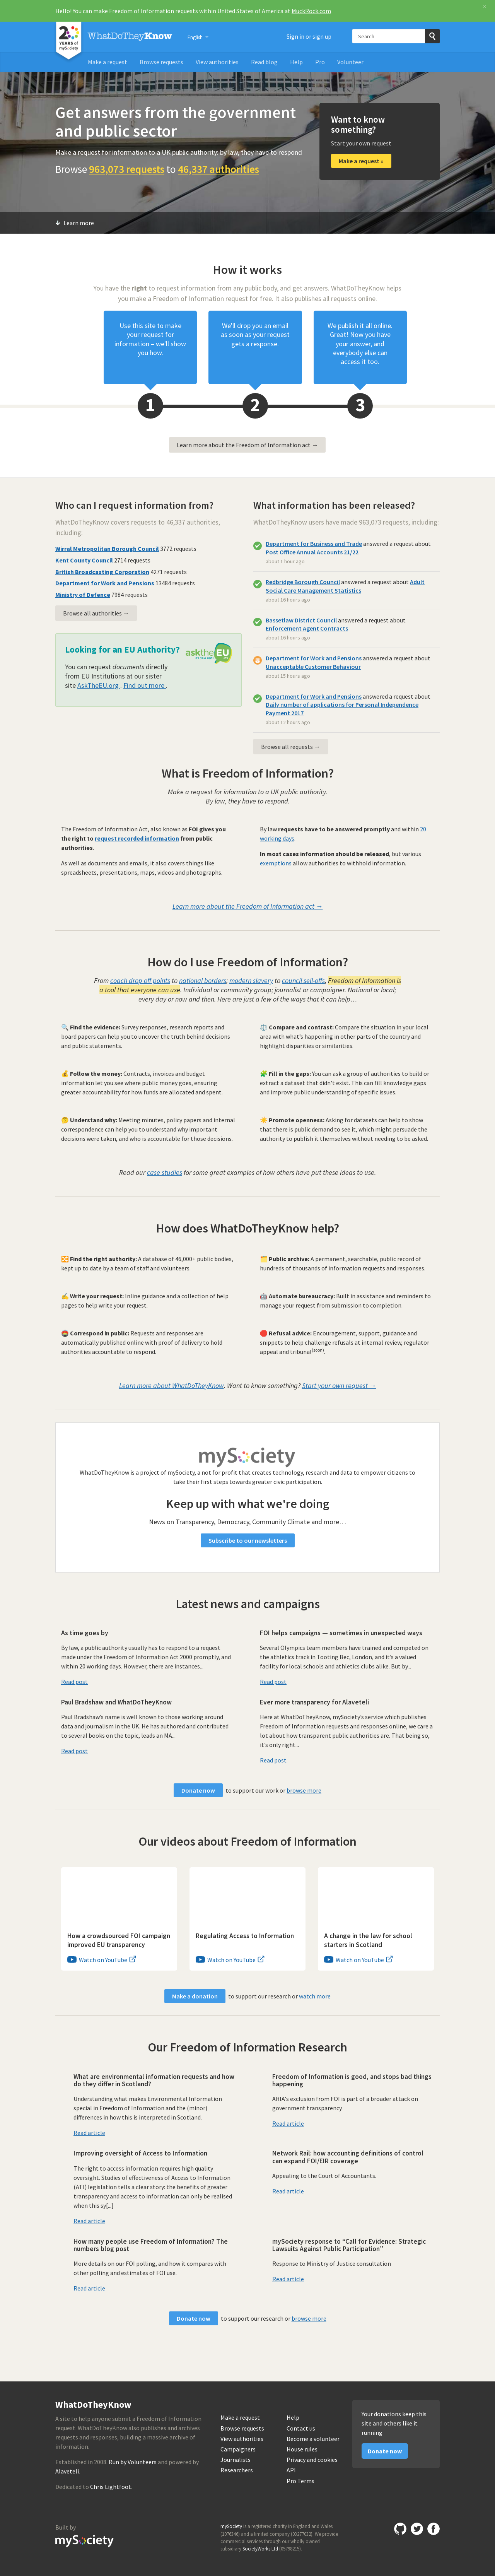 Hello! You can make Freedom of Information requests within United States of America at MuckRock.com
×
20
YEARS of
mySociety
WhatDoTheyKnow
English
Sign in or sign up
Search
Make a request
Browse requests
View authorities
Read blog
Help
Pro
Volunteer
Get answers from the government
and public sector
Make a request for information to a UK public authority: by law, they have to respond
Browse 963,073 requests to 46,337 authorities
Want to know
something?
Start your own request
Make a request »
Learn more
How it works
You have the right to request information from any public body, and get answers. WhatDoTheyKnow helps
you make a Freedom of Information request for free. It also publishes all requests online.
Use this site to make
your request for
information – we'll show
you how.
We'll drop you an email
as soon as your request
gets a response.
We publish it all online.
Great! Now you have
your answer, and
everybody else can
access it too.
1
2
3
Learn more about the Freedom of Information act →
Who can I request information from?
WhatDoTheyKnow covers requests to 46,337 authorities,
including:
Wirral Metropolitan Borough Council 3772 requests
Kent County Council 2714 requests
British Broadcasting Corporation 4271 requests
Department for Work and Pensions 13484 requests
Ministry of Defence 7984 requests
Browse all authorities →
Looking for an EU Authority?
asktheEU
You can request documents directly
from EU Institutions at our sister
site AskTheEU.org . Find out more .
What information has been released?
WhatDoTheyKnow users have made 963,073 requests, including:
Department for Business and Trade answered a request about
Post Office Annual Accounts 21/22
about 1 hour ago
Redbridge Borough Council answered a request about Adult
Social Care Management Statistics
about 16 hours ago
Bassetlaw District Council answered a request about
Enforcement Agent Contracts
about 16 hours ago
Department for Work and Pensions answered a request about
Unacceptable Customer Behaviour
about 15 hours ago
Department for Work and Pensions answered a request about
Daily number of applications for Personal Independence
Payment 2017
about 12 hours ago
Browse all requests →
What is Freedom of Information?
Make a request for information to a UK public authority.
By law, they have to respond.
The Freedom of Information Act, also known as FOI gives you
the right to request recorded information from public
authorities.
As well as documents and emails, it also covers things like
spreadsheets, presentations, maps, videos and photographs.
By law requests have to be answered promptly and within 20
working days.
In most cases information should be released, but various
exemptions allow authorities to withhold information.
Learn more about the Freedom of Information act →
How do I use Freedom of Information?
From coach drop off points to national borders; modern slavery to council sell-offs, Freedom of Information is
a tool that everyone can use. Individual or community group; journalist or campaigner. National or local;
every day or now and then. Here are just a few of the ways that it can help…
🔍 Find the evidence: Survey responses, research reports and
board papers can help you to uncover the truth behind decisions
and public statements.
⚖️ Compare and contrast: Compare the situation in your local
area with what's happening in other parts of the country and
highlight disparities or similarities.
💰 Follow the money: Contracts, invoices and budget
information let you see where public money goes, ensuring
greater accountability for how funds are allocated and spent.
🧩 Fill in the gaps: You can ask a group of authorities to build or
extract a dataset that didn't exist. This can fill knowledge gaps
and improve public understanding of specific issues.
🤔 Understand why: Meeting minutes, policy papers and internal
correspondence can help you to understand why important
decisions were taken, and who is accountable for those decisions.
☀️ Promote openness: Asking for datasets can help to show
that there is public demand to see it, which might persuade the
authority to publish it themselves without needing to be asked.
Read our case studies for some great examples of how others have put these ideas to use.
How does WhatDoTheyKnow help?
🔀 Find the right authority: A database of 46,000+ public bodies,
kept up to date by a team of staff and volunteers.
🗂️ Public archive: A permanent, searchable, public record of
hundreds of thousands of information requests and responses.
✍️ Write your request: Inline guidance and a collection of help
pages to help write your request.
🤖 Automate bureaucracy: Built in assistance and reminders to
manage your request from submission to completion.
📮 Correspond in public: Requests and responses are
automatically published online with proof of delivery to hold
authorities accountable to respond.
🛑 Refusal advice: Encouragement, support, guidance and
snippets to help challenge refusals at internal review, regulator
appeal and tribunal(soon).
Learn more about WhatDoTheyKnow. Want to know something? Start your own request →
mySociety
WhatDoTheyKnow is a project of mySociety, a not for profit that creates technology, research and data to empower citizens to
take their first steps towards greater civic participation.
Keep up with what we're doing
News on Transparency, Democracy, Community Climate and more…
Subscribe to our newsletters
Latest news and campaigns
As time goes by
By law, a public authority usually has to respond to a request
made under the Freedom of Information Act 2000 promptly, and
within 20 working days. However, there are instances...
Read post
FOI helps campaigns — sometimes in unexpected ways
Several Olympics team members have trained and competed on
the athletics track in Tooting Bec, London, and it's a valued
facility for local schools and athletics clubs alike. But by...
Read post
Paul Bradshaw and WhatDoTheyKnow
Paul Bradshaw's name is well known to those working around
data and journalism in the UK. He has authored and contributed
to several books on the topic, leads an MA...
Read post
Ever more transparency for Alaveteli
Here at WhatDoTheyKnow, mySociety's service which publishes
Freedom of Information requests and responses online, we care a
lot about how transparent public authorities are. That being so,
it's only right...
Read post
Donate now to support our work or browse more
Our videos about Freedom of Information
How a crowdsourced FOI campaign
improved EU transparency
Watch on YouTube
Regulating Access to Information
Watch on YouTube
A change in the law for school
starters in Scotland
Watch on YouTube
Make a donation to support our research or watch more
Our Freedom of Information Research
What are environmental information requests and how
do they differ in Scotland?
Understanding what makes Environmental Information
special in Freedom of Information and the (minor)
differences in how this is interpreted in Scotland.
Read article
Freedom of Information is good, and stops bad things
happening
ARIA's exclusion from FOI is part of a broader attack on
government transparency.
Read article
Improving oversight of Access to Information
The right to access information requires high quality
oversight. Studies of effectiveness of Access to Information
(ATI) legislation tells a clear story: the benefits of
transparency and access to information can only be realised
when this sy[...]
Read article
Network Rail: how accounting definitions of control
can expand FOI/EIR coverage
Appealing to the Court of Accountants.
Read article
How many people use Freedom of Information? The
numbers blog post
More details on our FOI polling, and how it compares with
other polling and estimates of FOI use.
Read article
mySociety response to “Call for Evidence: Strategic
Lawsuits Against Public Participation”
Response to Ministry of Justice consultation
Read article
Donate now to support our research or browse more
WhatDoTheyKnow
A site to help anyone submit a Freedom of Information
request. WhatDoTheyKnow also publishes and archives
requests and responses, building a massive archive of
information.
Established in 2008. Run by Volunteers and powered by
Alaveteli.
Dedicated to Chris Lightfoot.
Make a request
Browse requests
View authorities
Campaigners
Journalists
Researchers
Help
Contact us
Become a volunteer
House rules
Privacy and cookies
API
Pro Terms
Your donations keep this
site and others like it
running
Donate now
Built by
mySociety
mySociety is a registered charity in England and Wales
(1076346) and a limited company (03277032). We provide
commercial services through our wholly owned
subsidiary SocietyWorks Ltd (05798215).